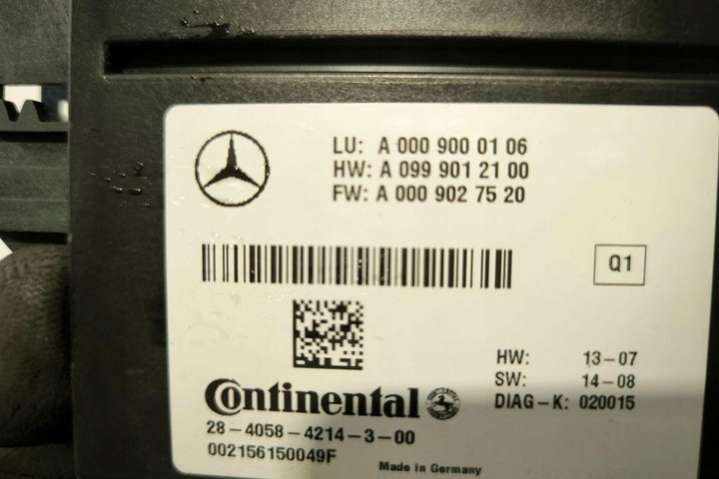 LU: A 000 900 01 06
HW: A 099 901 21 00
FW: A 000 902 75 20
Q1
HW: 13-07
SW: 14-08
DIAG-K: 020015
Continental
28-4058-4214-3-00
002156150049F
Made in Germany